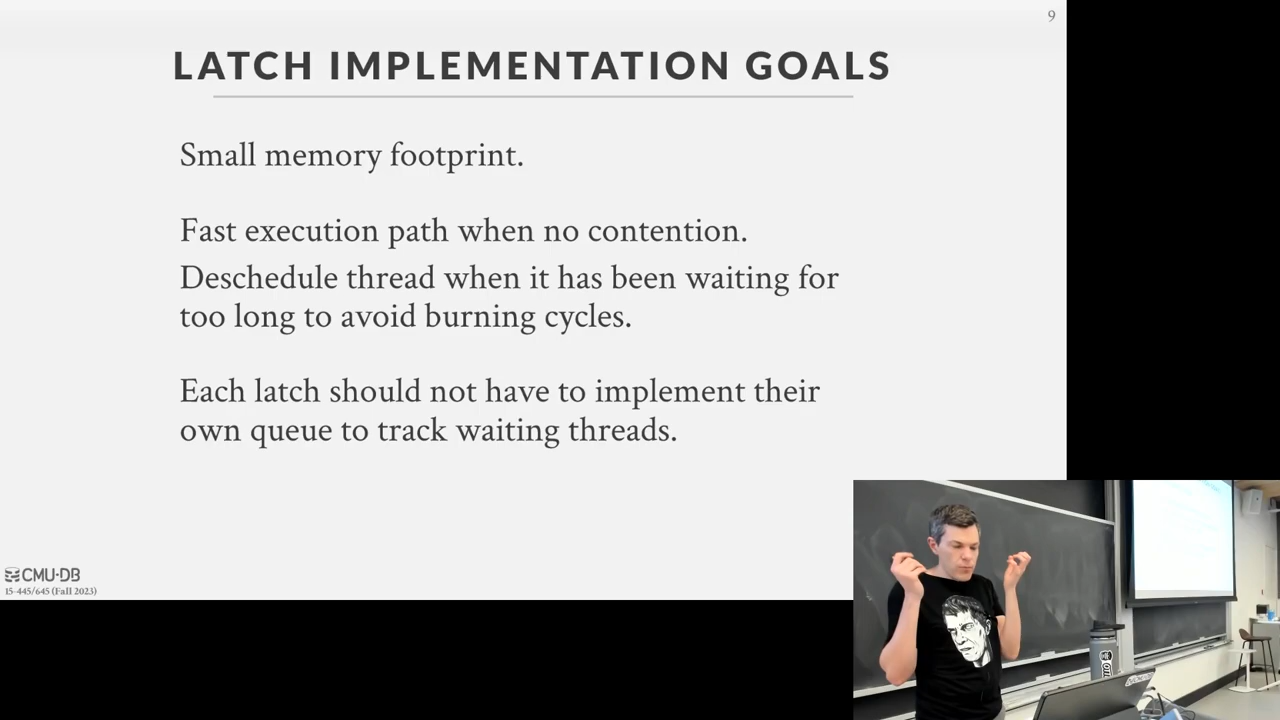 9
LATCH IMPLEMENTATION GOALS
Small memory footprint.
Fast execution path when no contention.
Deschedule thread when it has been waiting for
too long to avoid burning cycles.
Each latch should not have to implement their
own queue to track waiting threads.
CMU·DB
15-445/645 (Fall 2023)